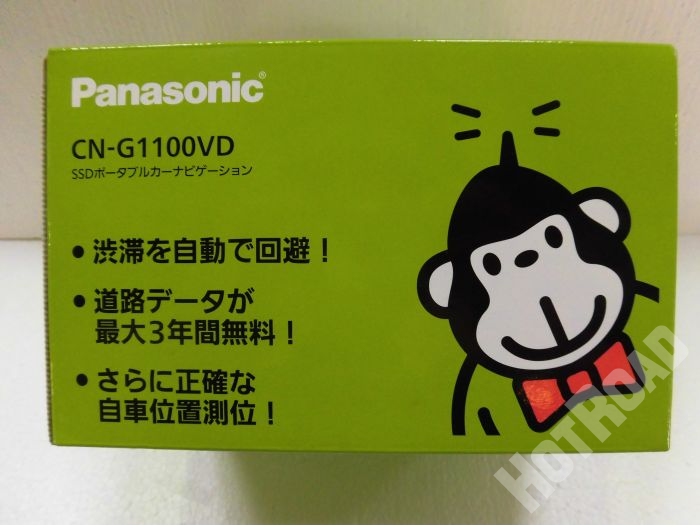 Panasonic®
CN-G1100VD
SSDポータブルカーナビゲーション
• 渋滞を自動で回避！
• 道路データが
最大3年間無料！
• さらに正確な
自車位置測位！
HOTROAD